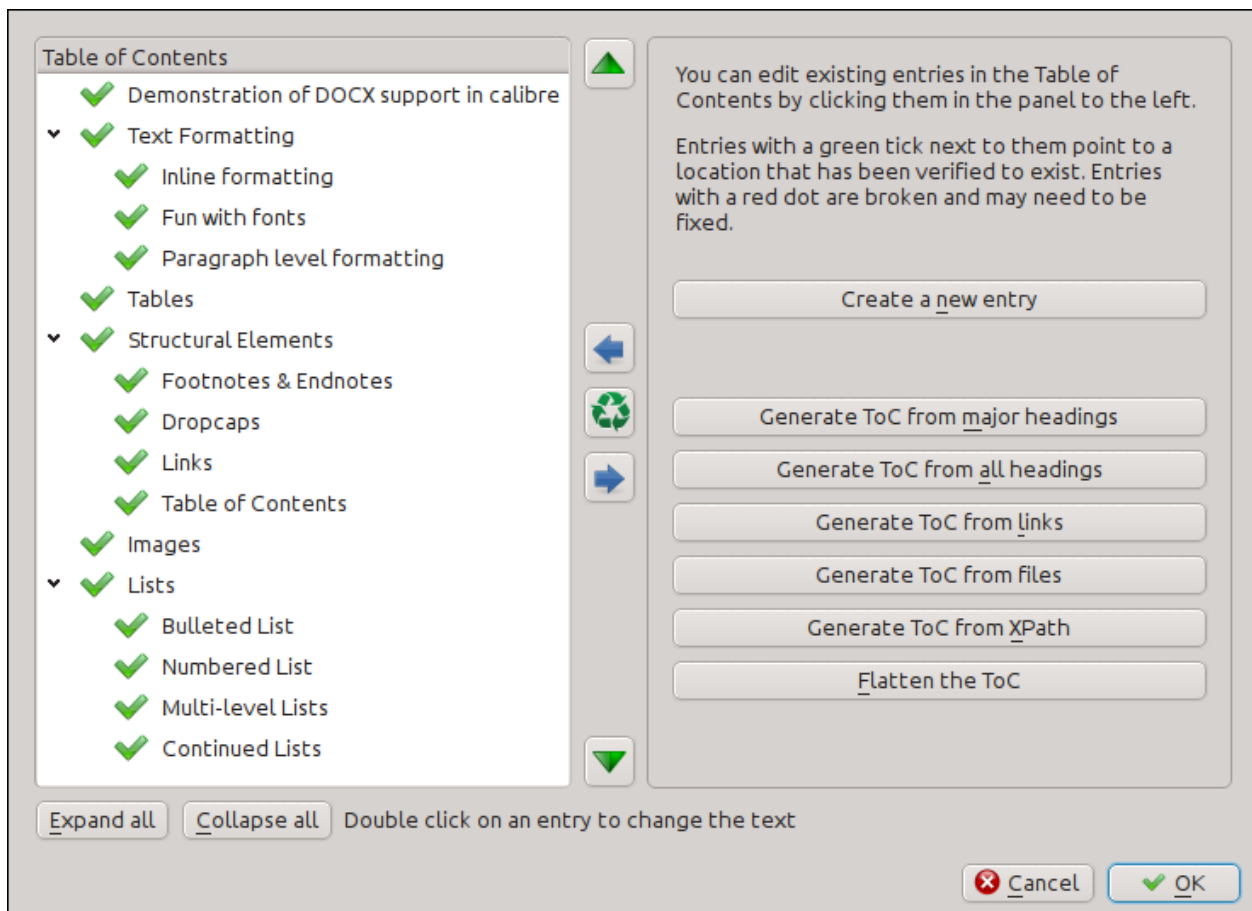 Table of Contents
Demonstration of DOCX support in calibre
Text Formatting
Inline formatting
Fun with fonts
Paragraph level formatting
Tables
Structural Elements
Footnotes & Endnotes
Dropcaps
Links
Table of Contents
Images
Lists
Bulleted List
Numbered List
Multi-level Lists
Continued Lists
You can edit existing entries in the Table of
Contents by clicking them in the panel to the left.
Entries with a green tick next to them point to a
location that has been verified to exist. Entries
with a red dot are broken and may need to be
fixed.
Create a new entry
Generate ToC from major headings
Generate ToC from all headings
Generate ToC from links
Generate ToC from files
Generate ToC from XPath
Flatten the ToC
Expand all
Collapse all
Double click on an entry to change the text
Cancel
OK